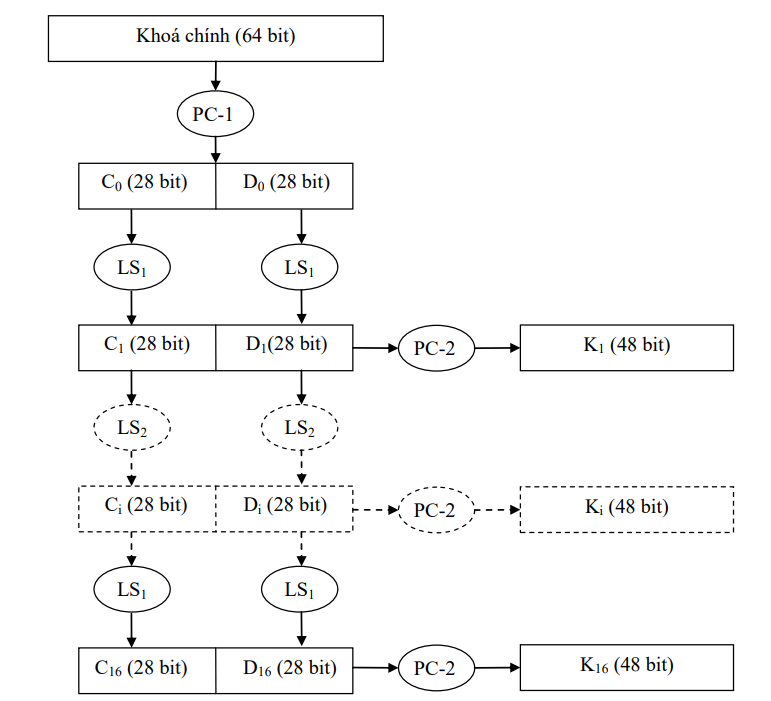 Khoá chính (64 bit)
PC-1
C₀ (28 bit) D₀ (28 bit)
LS₁ LS₁
C₁ (28 bit) D₁(28 bit) PC-2 K₁ (48 bit)
LS₂ LS₂
Cᵢ (28 bit) Dᵢ (28 bit) PC-2 Kᵢ (48 bit)
LS₁ LS₁
C₁₆ (28 bit) D₁₆ (28 bit) PC-2 K₁₆ (48 bit)